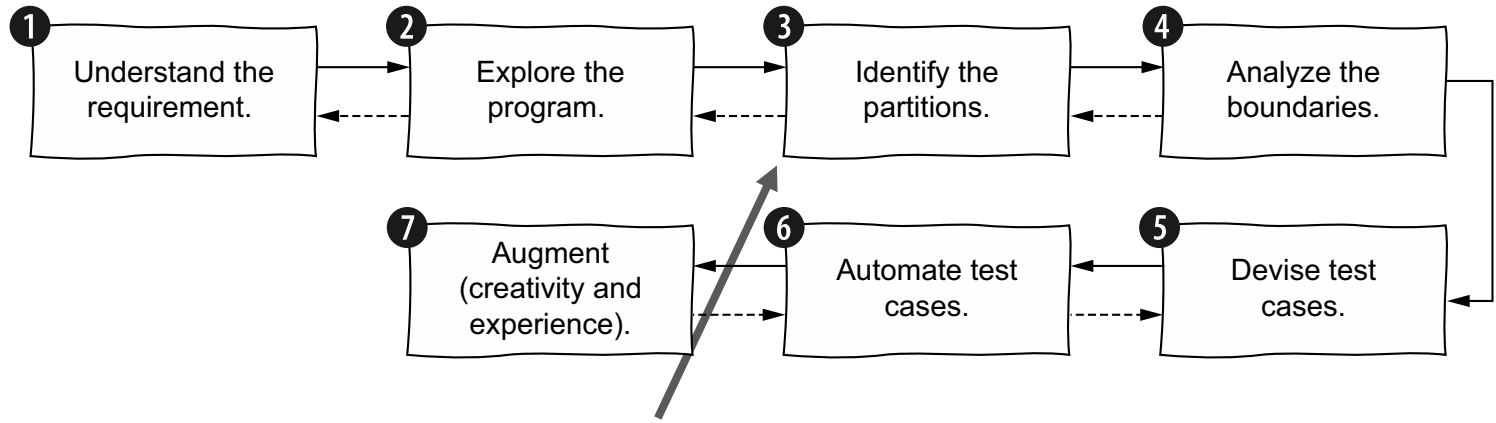 1
Understand the
requirement.
2
Explore the
program.
3
Identify the
partitions.
4
Analyze the
boundaries.
5
Devise test
cases.
6
Automate test
cases.
7
Augment
(creativity and
experience).